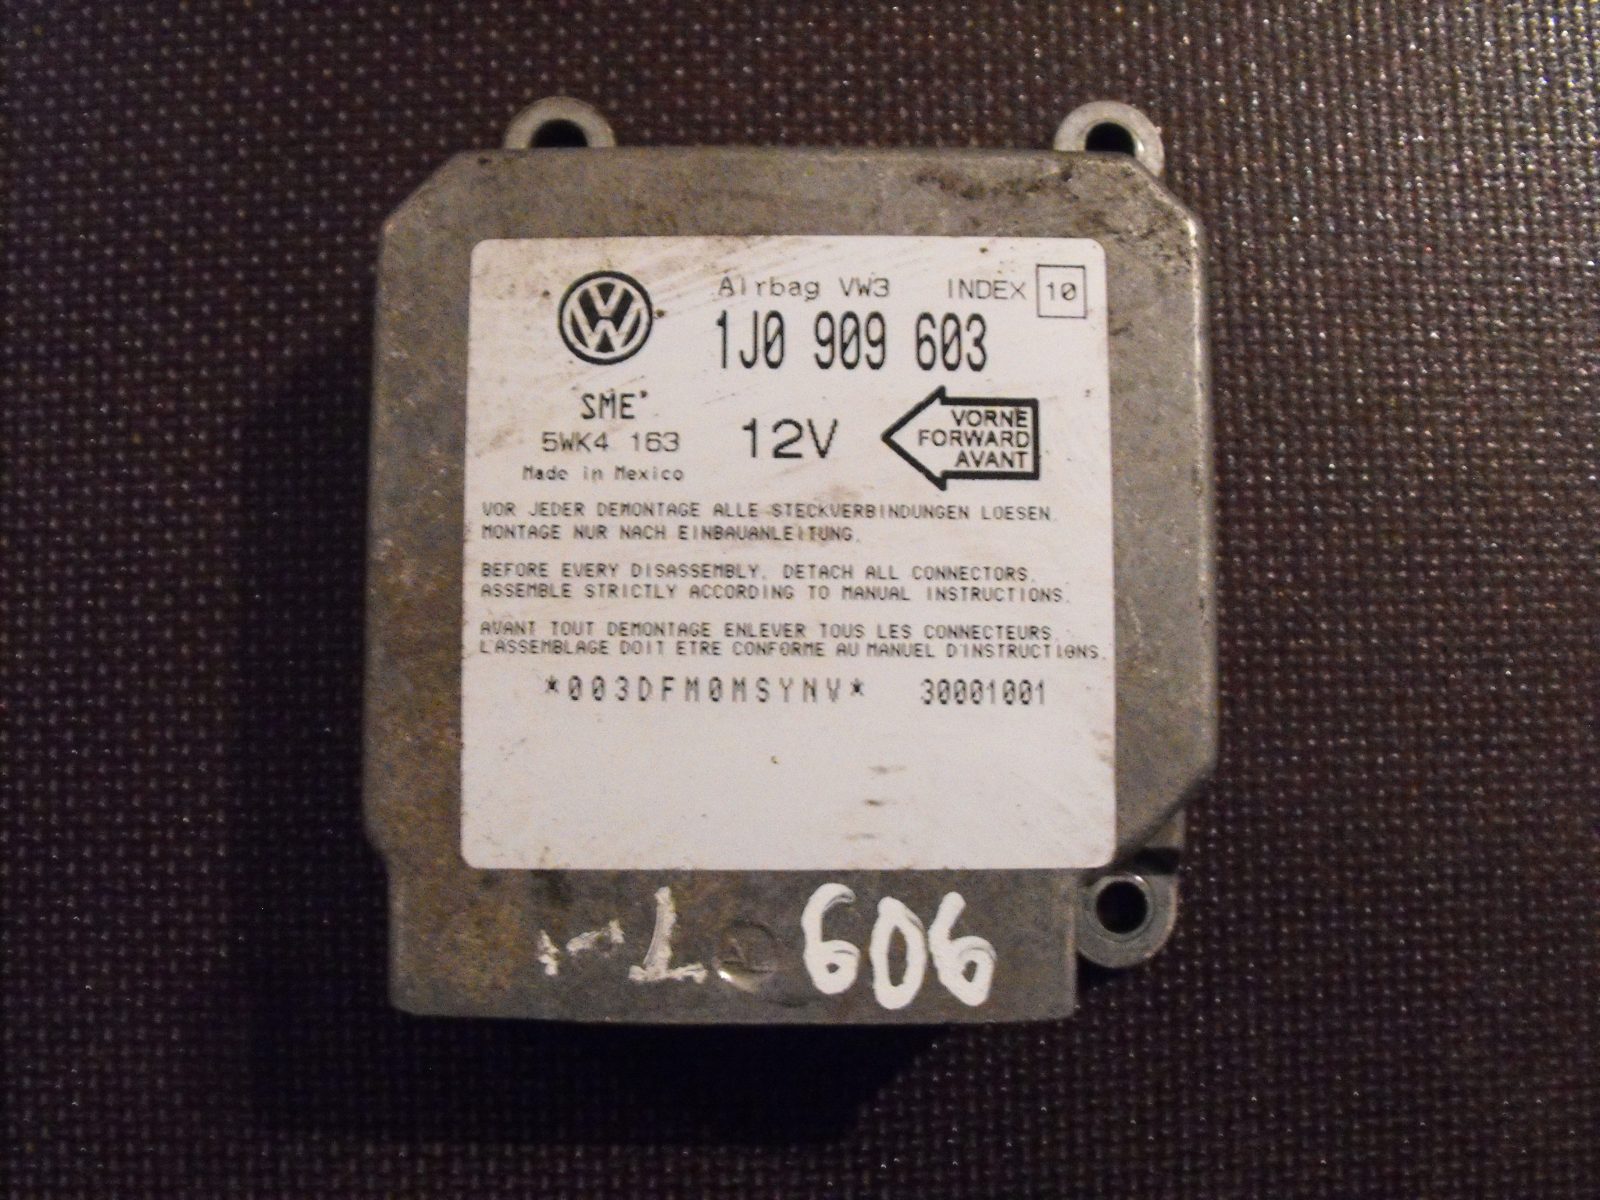 Airbag VW3 INDEX 10
1J0 909 603
SME
5WK4 163
Made in Mexico
12V
VORNE
FORWARD
AVANT
VOR JEDER DEMONTAGE ALLE STECKVERBINDUNGEN LOESEN.
MONTAGE NUR NACH EINBAUANLEITUNG.
BEFORE EVERY DISASSEMBLY, DETACH ALL CONNECTORS.
ASSEMBLE STRICTLY ACCORDING TO MANUAL INSTRUCTIONS.
AVANT TOUT DEMONTAGE ENLEVER TOUS LES CONNECTEURS.
L'ASSEMBLAGE DOIT ETRE CONFORME AU MANUEL D'INSTRUCTIONS.
*003DFM0MSYNV* 30001001